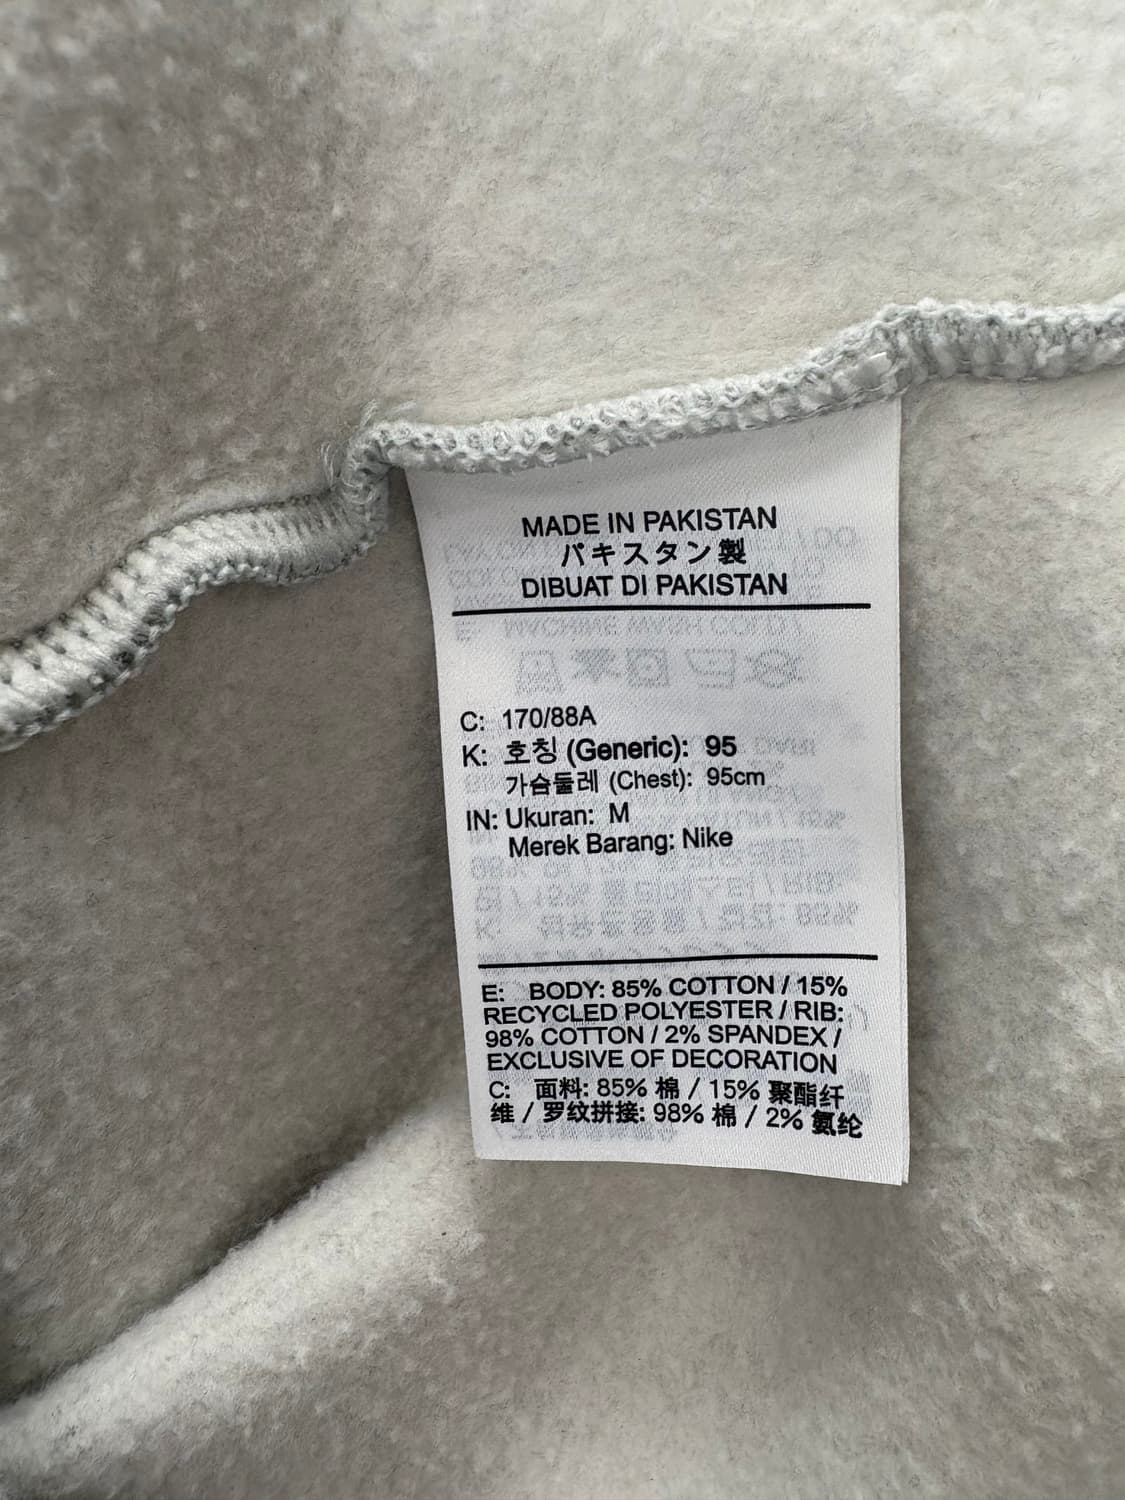 MADE IN PAKISTAN
パキスタン製
DIBUAT DI PAKISTAN
C: 170/88A
K: 호칭 (Generic): 95
가슴둘레 (Chest): 95cm
IN: Ukuran: M
Merek Barang: Nike
E: BODY: 85% COTTON / 15%
RECYCLED POLYESTER / RIB:
98% COTTON / 2% SPANDEX /
EXCLUSIVE OF DECORATION
C: 面料: 85% 棉 / 15% 聚酯纤
维 / 罗纹拼接: 98% 棉 / 2% 氨纶